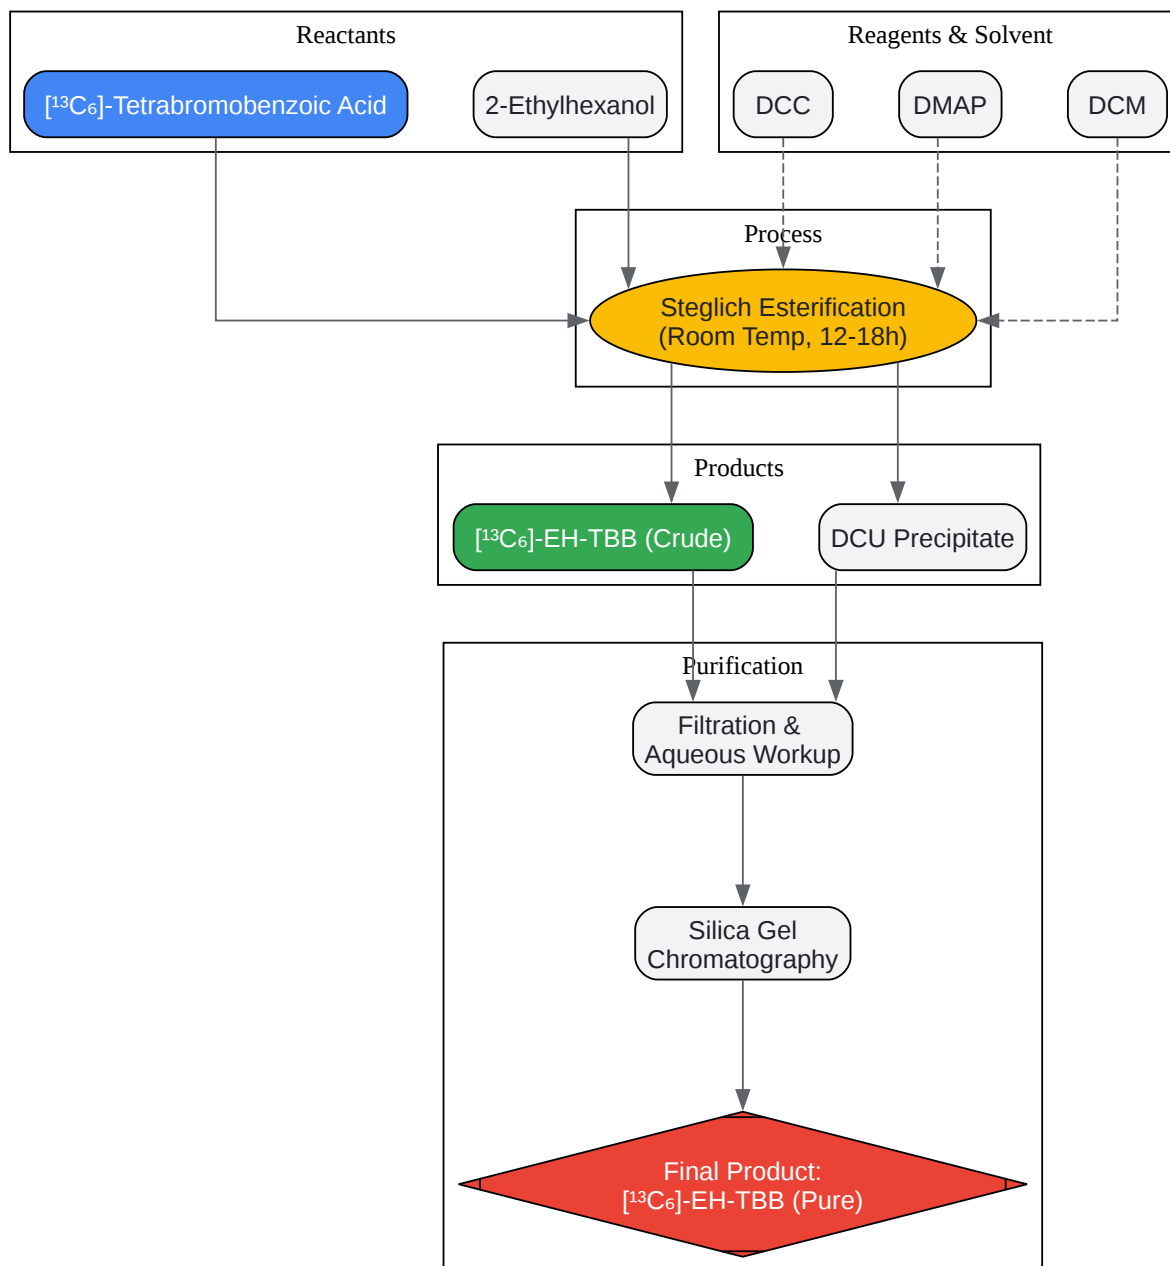 Reactants
Reagents & Solvent
[¹³C₆]-Tetrabromobenzoic Acid
2-Ethylhexanol
DCC
DMAP
DCM
Process
Steglich Esterification
(Room Temp, 12-18h)
Products
[¹³C₆]-EH-TBB (Crude)
DCU Precipitate
Purification
Filtration &
Aqueous Workup
Silica Gel
Chromatography
Final Product:
[¹³C₆]-EH-TBB (Pure)